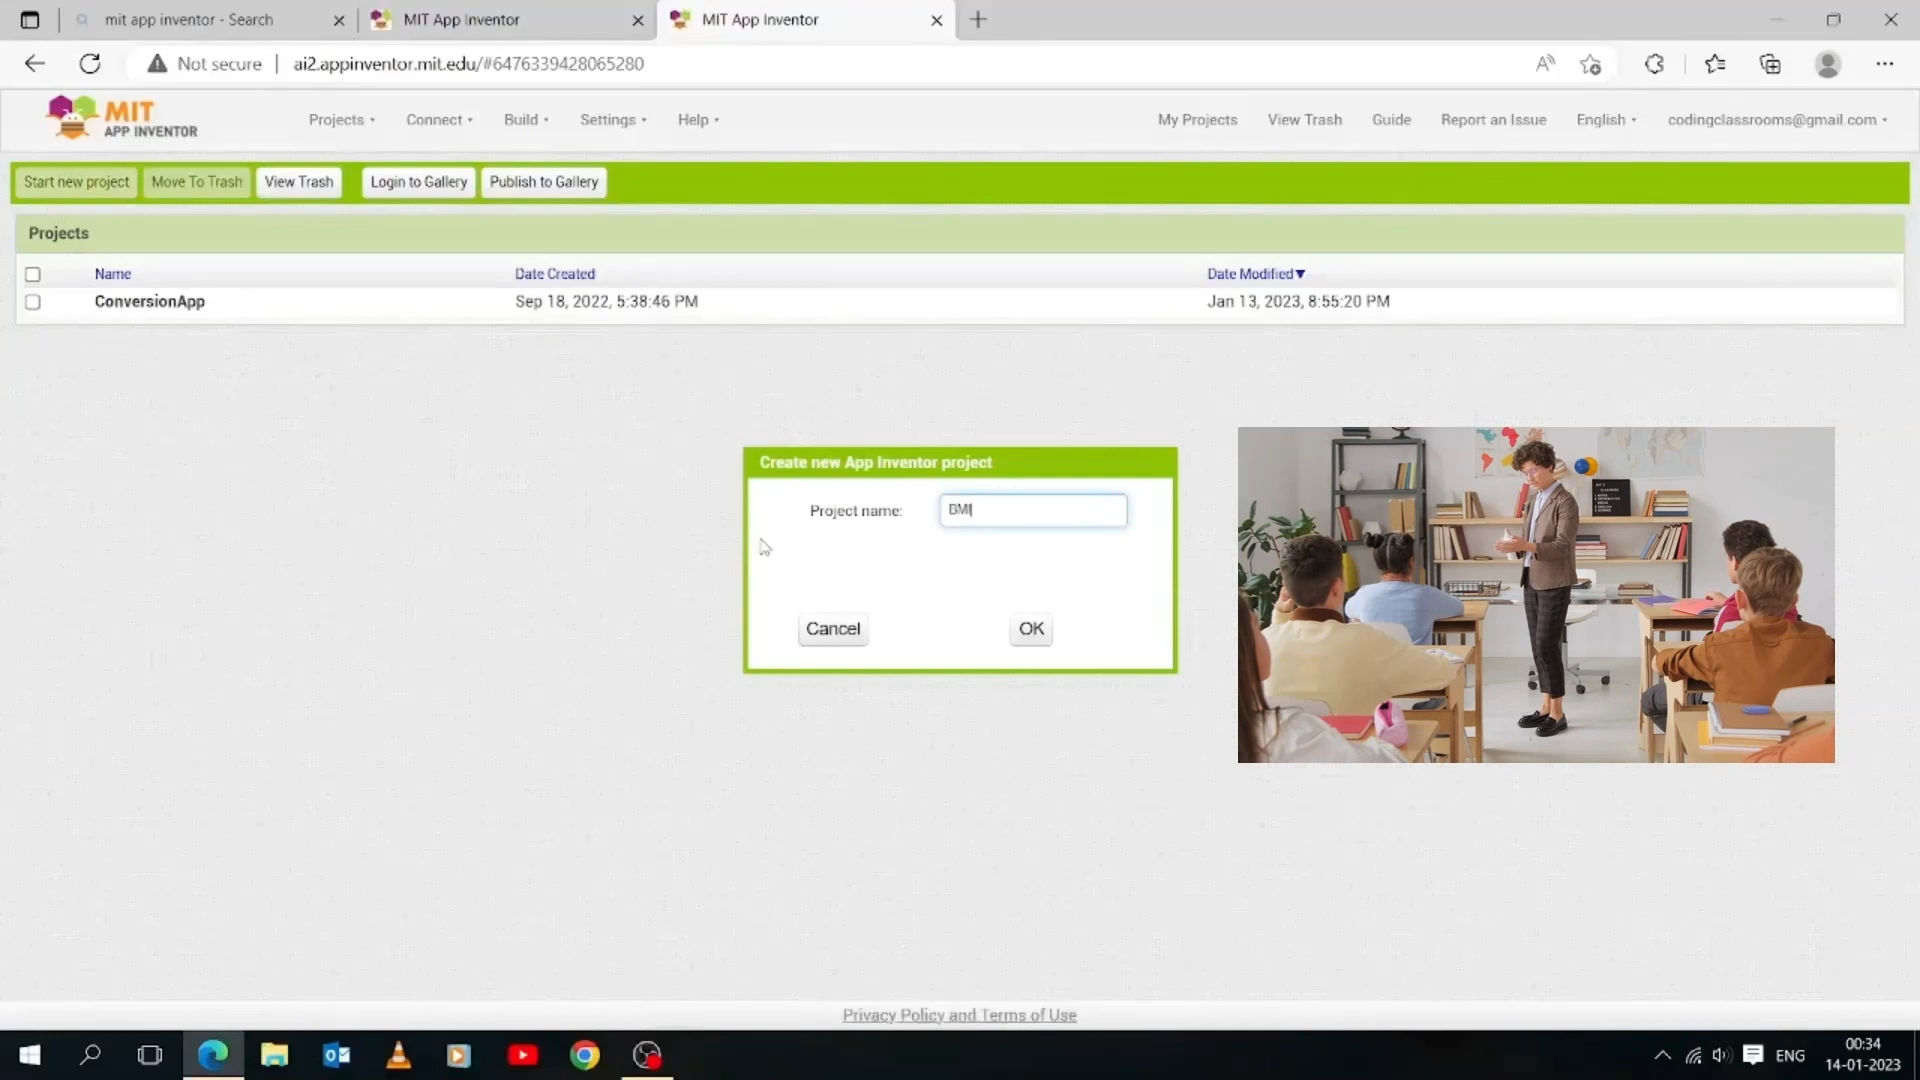 mit app inventor - Search
MIT App Inventor
MIT App Inventor
Not secure
ai2.appinventor.mit.edu/#6476339428065280
MIT
APP INVENTOR
Projects
Connect
Build
Settings
Help
My Projects
View Trash
Guide
Report an Issue
English
codingclassrooms@gmail.com
Start new project
Move To Trash
View Trash
Login to Gallery
Publish to Gallery
Projects
Name
Date Created
Date Modified▼
ConversionApp
Sep 18, 2022, 5:38:46 PM
Jan 13, 2023, 8:55:20 PM
Create new App Inventor project
Project name:
BMI
Cancel
OK
Privacy Policy and Terms of Use
ENG
00:34
14-01-2023